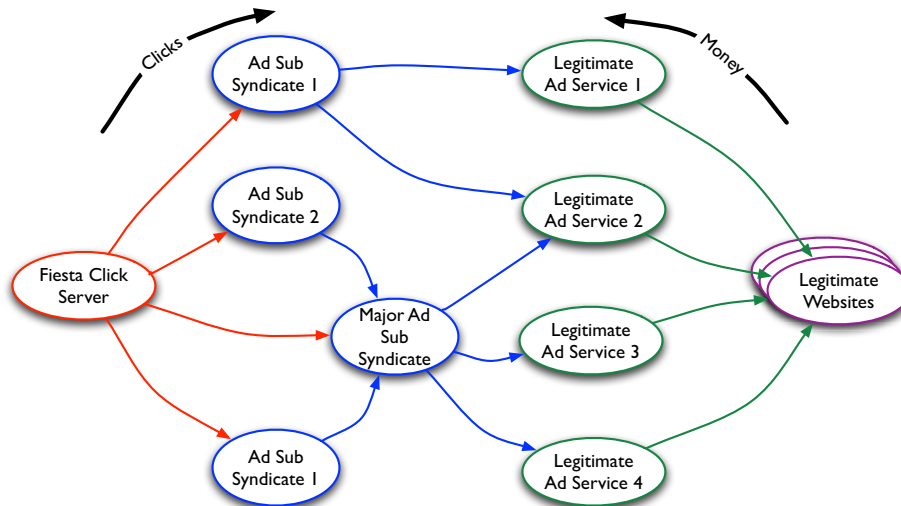 Clicks
Money
Ad Sub
Syndicate 1
Legitimate
Ad Service 1
Ad Sub
Syndicate 2
Legitimate
Ad Service 2
Fiesta Click
Server
Major Ad
Sub
Syndicate
Legitimate
Ad Service 3
Legitimate
Websites
Ad Sub
Syndicate 1
Legitimate
Ad Service 4